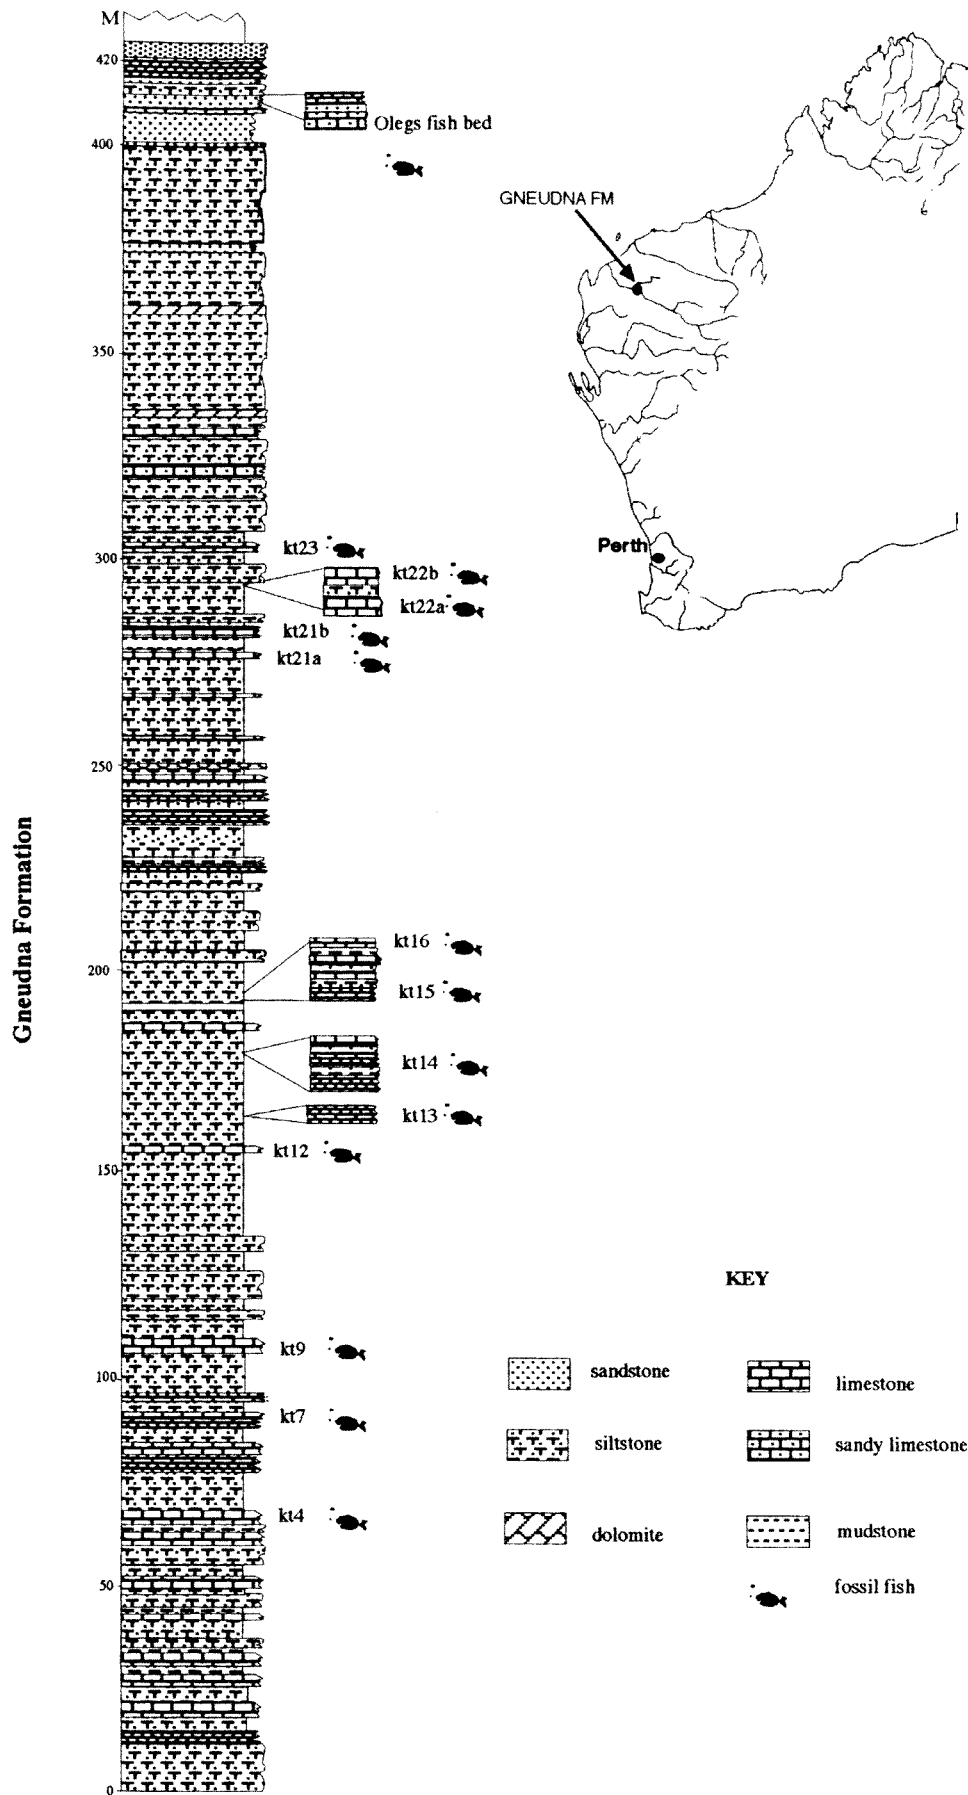 M
420
Olegs fish bed
400
GNEUDNA FM
350
kt23
Perth
300
kt22b
kt22a
kt21b
kt21a
250
Gneudna Formation
kt16
200
kt15
kt14
kt13
kt12
150
KEY
kt9
100
sandstone
limestone
kt7
siltstone
sandy limestone
kt4
dolomite
mudstone
50
fossil fish
0